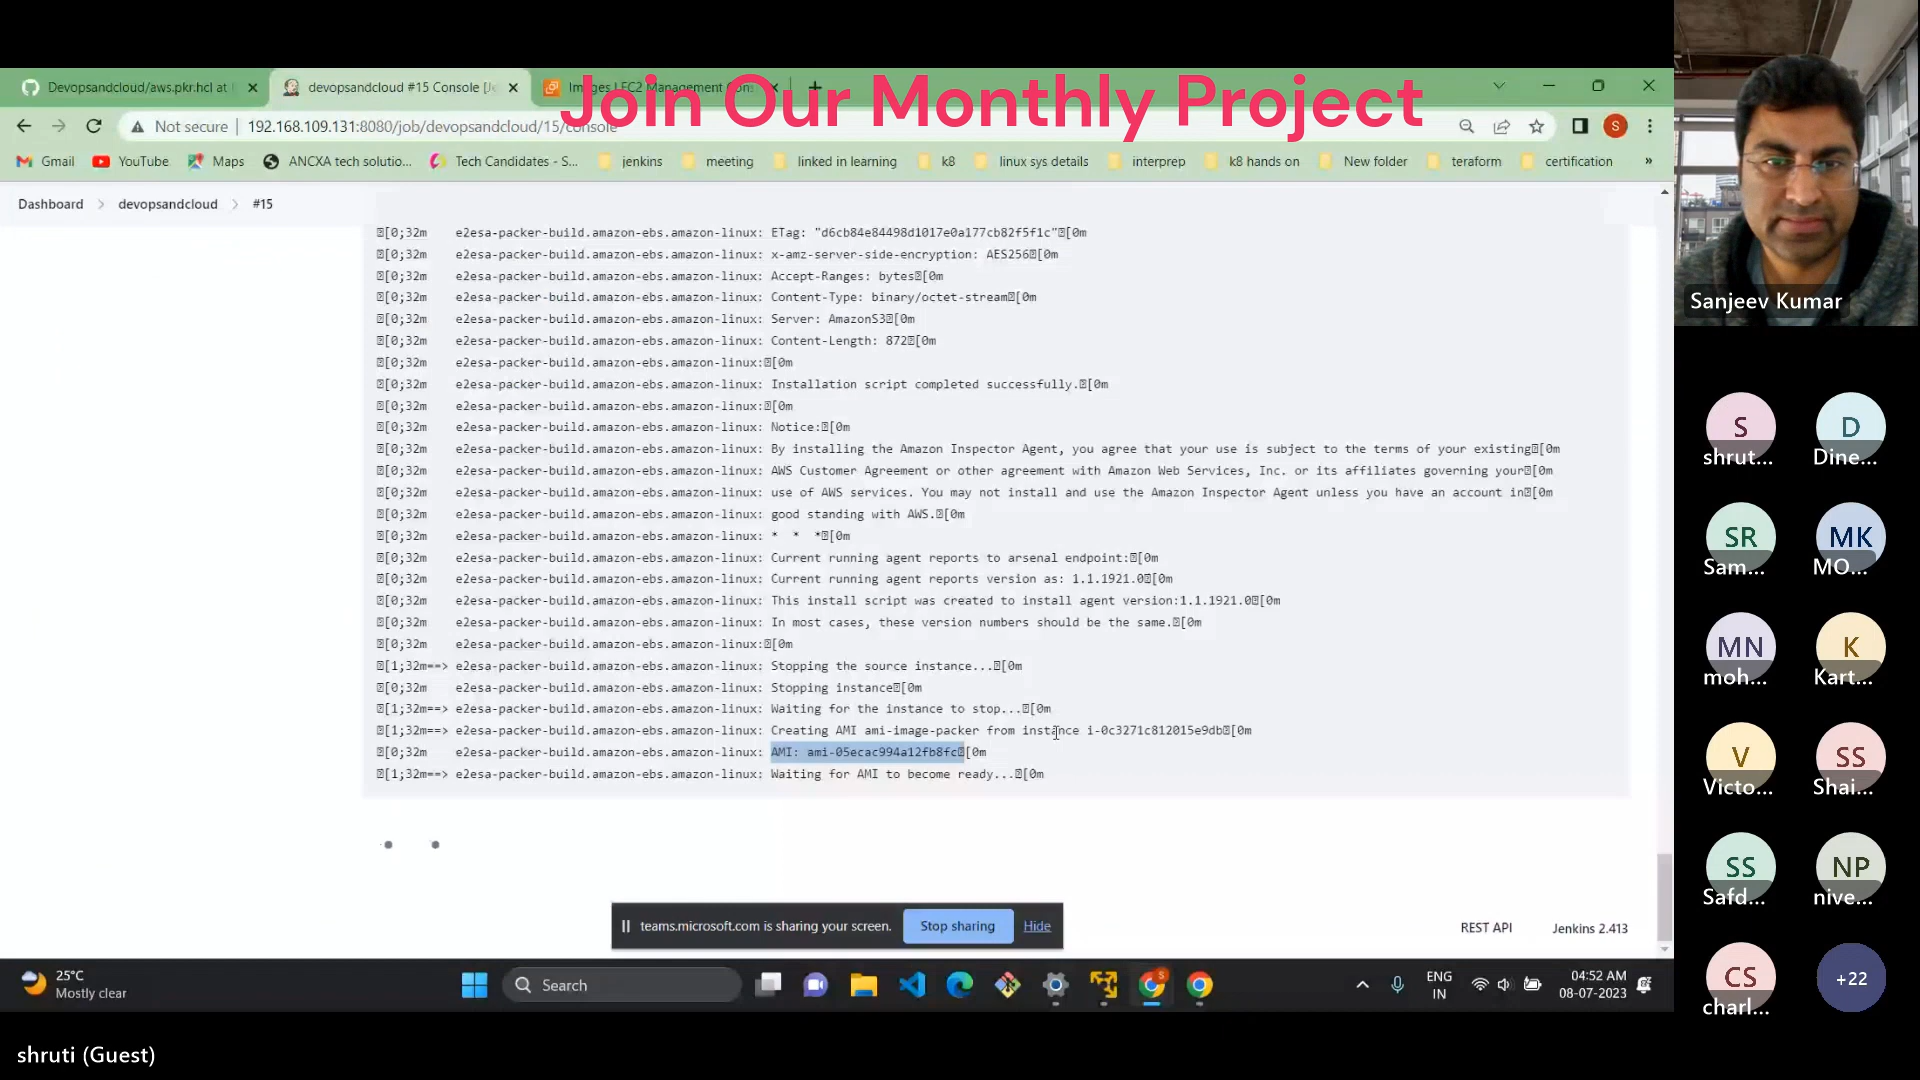 Join Our Monthly Project
Devopsandcloud/aws.pkr.hcl at
devopsandcloud #15 Console [Je
Images | EC2 Management Cons
Not secure | 192.168.109.131:8080/job/devopsandcloud/15/console
S
Gmail YouTube Maps ANCXA tech solutio... Tech Candidates - S... jenkins meeting linked in learning k8 linux sys details interprep k8 hands on New folder teraform certification »
Dashboard > devopsandcloud > #15
[0;32m    e2esa-packer-build.amazon-ebs.amazon-linux: ETag: "d6cb84e84498d1017e0a177cb82f5f1c"[0m
[0;32m    e2esa-packer-build.amazon-ebs.amazon-linux: x-amz-server-side-encryption: AES256[0m
[0;32m    e2esa-packer-build.amazon-ebs.amazon-linux: Accept-Ranges: bytes[0m
[0;32m    e2esa-packer-build.amazon-ebs.amazon-linux: Content-Type: binary/octet-stream[0m
[0;32m    e2esa-packer-build.amazon-ebs.amazon-linux: Server: AmazonS3[0m
[0;32m    e2esa-packer-build.amazon-ebs.amazon-linux: Content-Length: 872[0m
[0;32m    e2esa-packer-build.amazon-ebs.amazon-linux:[0m
[0;32m    e2esa-packer-build.amazon-ebs.amazon-linux: Installation script completed successfully.[0m
[0;32m    e2esa-packer-build.amazon-ebs.amazon-linux:[0m
[0;32m    e2esa-packer-build.amazon-ebs.amazon-linux: Notice:[0m
[0;32m    e2esa-packer-build.amazon-ebs.amazon-linux: By installing the Amazon Inspector Agent, you agree that your use is subject to the terms of your existing[0m
[0;32m    e2esa-packer-build.amazon-ebs.amazon-linux: AWS Customer Agreement or other agreement with Amazon Web Services, Inc. or its affiliates governing your[0m
[0;32m    e2esa-packer-build.amazon-ebs.amazon-linux: use of AWS services. You may not install and use the Amazon Inspector Agent unless you have an account in[0m
[0;32m    e2esa-packer-build.amazon-ebs.amazon-linux: good standing with AWS.[0m
[0;32m    e2esa-packer-build.amazon-ebs.amazon-linux: *  *  *[0m
[0;32m    e2esa-packer-build.amazon-ebs.amazon-linux: Current running agent reports to arsenal endpoint:[0m
[0;32m    e2esa-packer-build.amazon-ebs.amazon-linux: Current running agent reports version as: 1.1.1921.0[0m
[0;32m    e2esa-packer-build.amazon-ebs.amazon-linux: This install script was created to install agent version:1.1.1921.0[0m
[0;32m    e2esa-packer-build.amazon-ebs.amazon-linux: In most cases, these version numbers should be the same.[0m
[0;32m    e2esa-packer-build.amazon-ebs.amazon-linux:[0m
[1;32m==> e2esa-packer-build.amazon-ebs.amazon-linux: Stopping the source instance...[0m
[0;32m    e2esa-packer-build.amazon-ebs.amazon-linux: Stopping instance[0m
[1;32m==> e2esa-packer-build.amazon-ebs.amazon-linux: Waiting for the instance to stop...[0m
[1;32m==> e2esa-packer-build.amazon-ebs.amazon-linux: Creating AMI ami-image-packer from instance i-0c3271c812015e9db[0m
[0;32m    e2esa-packer-build.amazon-ebs.amazon-linux: AMI: ami-05ecac994a12fb8fc[0m
[1;32m==> e2esa-packer-build.amazon-ebs.amazon-linux: Waiting for AMI to become ready...[0m
teams.microsoft.com is sharing your screen. Stop sharing Hide
REST API Jenkins 2.413
25°C
Mostly clear
Search
ENG
IN
04:52 AM
08-07-2023
shruti (Guest)
Sanjeev Kumar
S D
shrut... Dine...
SR MK
Sam... MO...
MN K
moh... Kart...
V SS
Victo... Shai...
SS NP
Safd... nive...
CS +22
charl...